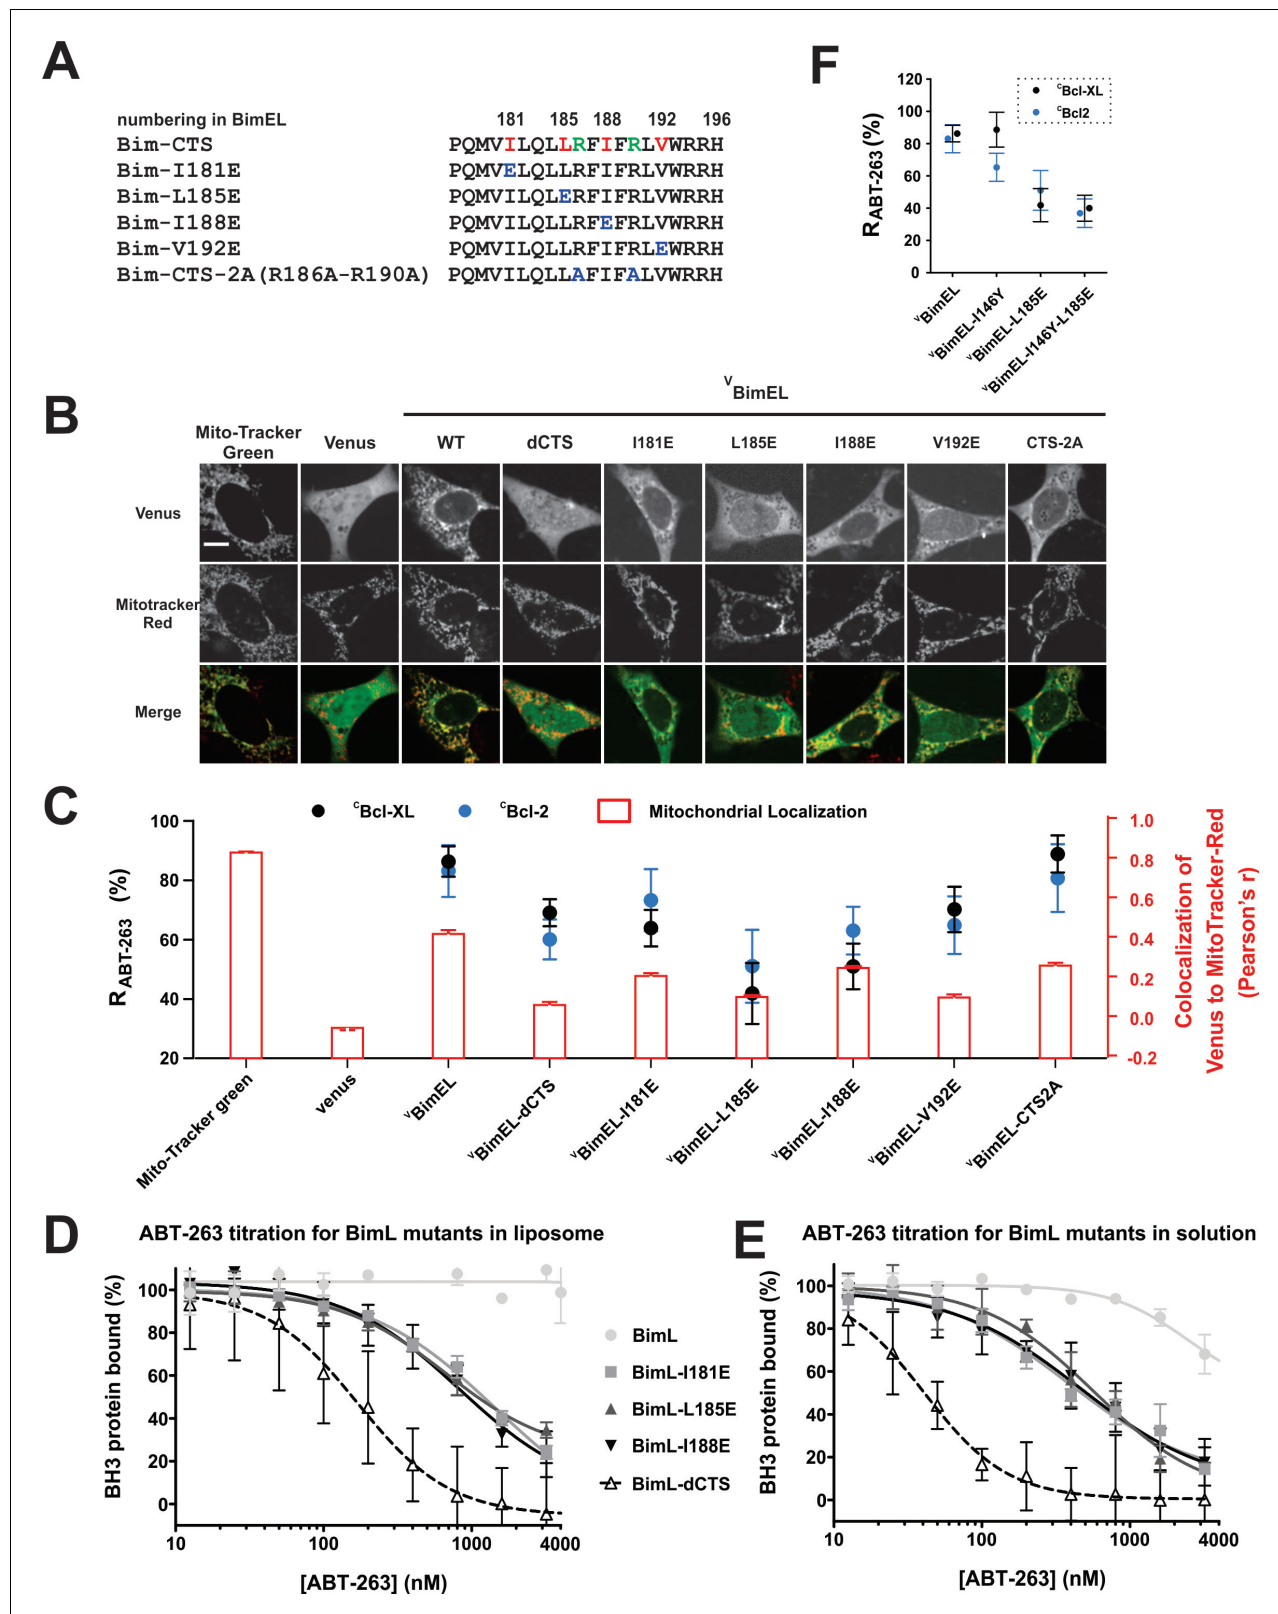 A
numbering in BimEL 181 185 188 192 196
Bim-CTS PQMVILQLLRFIFRLVWRRH
Bim-I181E PQMVELQLLRFIFRLVWRRH
Bim-L185E PQMVILQLERFIFRLVWRRH
Bim-I188E PQMVILQLLRFEFRLVWRRH
Bim-V192E PQMVILQLLRFIFRLEWRRH
Bim-CTS-2A(R186A-R190A) PQMVILQLLAFIFALVWRRH
F
120
100
80
60
40
20
0
RABT-263 (%)
CBcl-XL
CBcl2
VBimEL
VBimEL-I146Y
VBimEL-L185E
VBimEL-I146Y-L185E
B
VBimEL
Mito-Tracker Green
Venus
WT
dCTS
I181E
L185E
I188E
V192E
CTS-2A
Venus
Mitotracker Red
Merge
C
CBcl-XL
CBcl-2
Mitochondrial Localization
100
80
60
40
20
RABT-263 (%)
1.0
0.8
0.6
0.4
0.2
0.0
-0.2
Colocalization of
Venus to MitoTracker-Red
(Pearson's r)
Mito-Tracker green
venus
VBimEL
VBimEL-dCTS
VBimEL-I181E
VBimEL-L185E
VBimEL-I188E
VBimEL-V192E
VBimEL-CTS2A
D
ABT-263 titration for BimL mutants in liposome
BH3 protein bound (%)
100
80
60
40
20
0
10 100 1000 4000
[ABT-263] (nM)
BimL
BimL-I181E
BimL-L185E
BimL-I188E
BimL-dCTS
E
ABT-263 titration for BimL mutants in solution
BH3 protein bound (%)
100
80
60
40
20
0
10 100 1000 4000
[ABT-263] (nM)